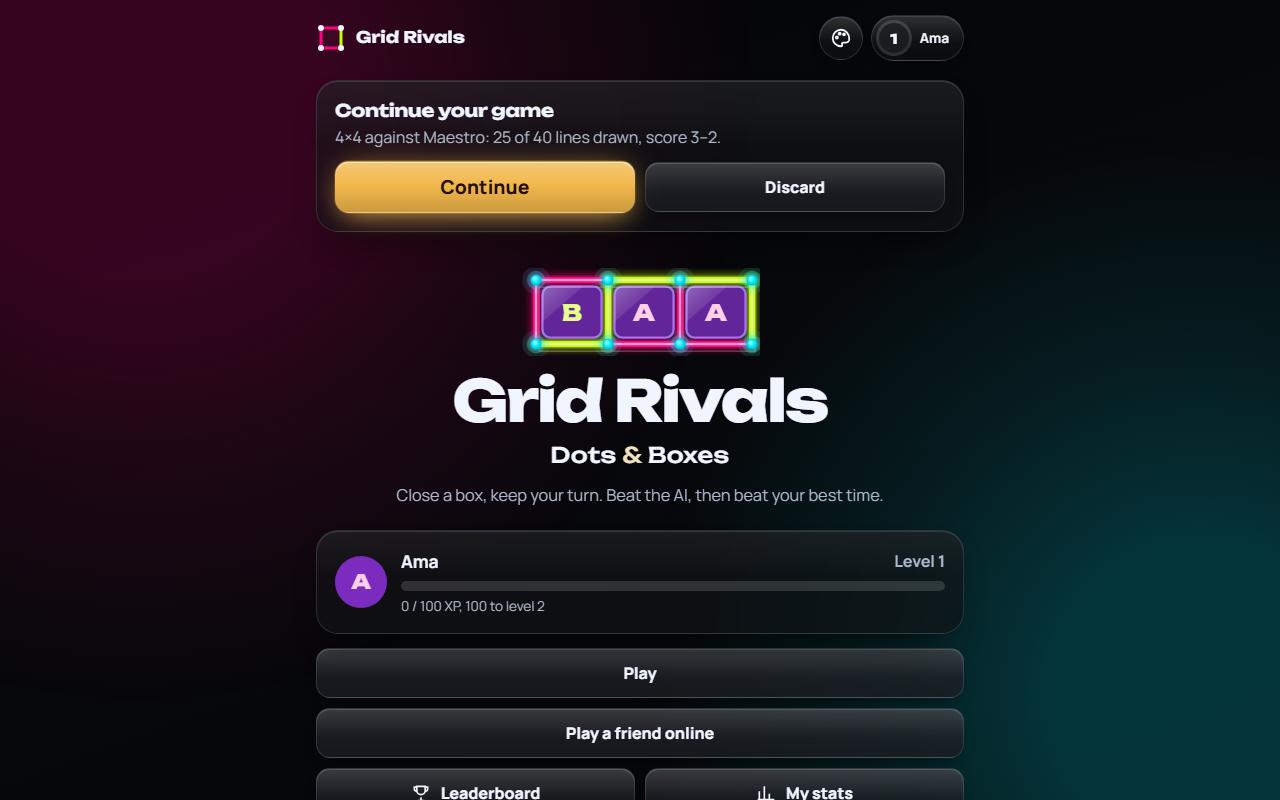 Grid Rivals
1 Ama
Continue your game
4×4 against Maestro: 25 of 40 lines drawn, score 3–2.
Continue
Discard
B A A
Grid Rivals
Dots & Boxes
Close a box, keep your turn. Beat the AI, then beat your best time.
A
Ama
Level 1
0 / 100 XP, 100 to level 2
Play
Play a friend online
Leaderboard
My stats